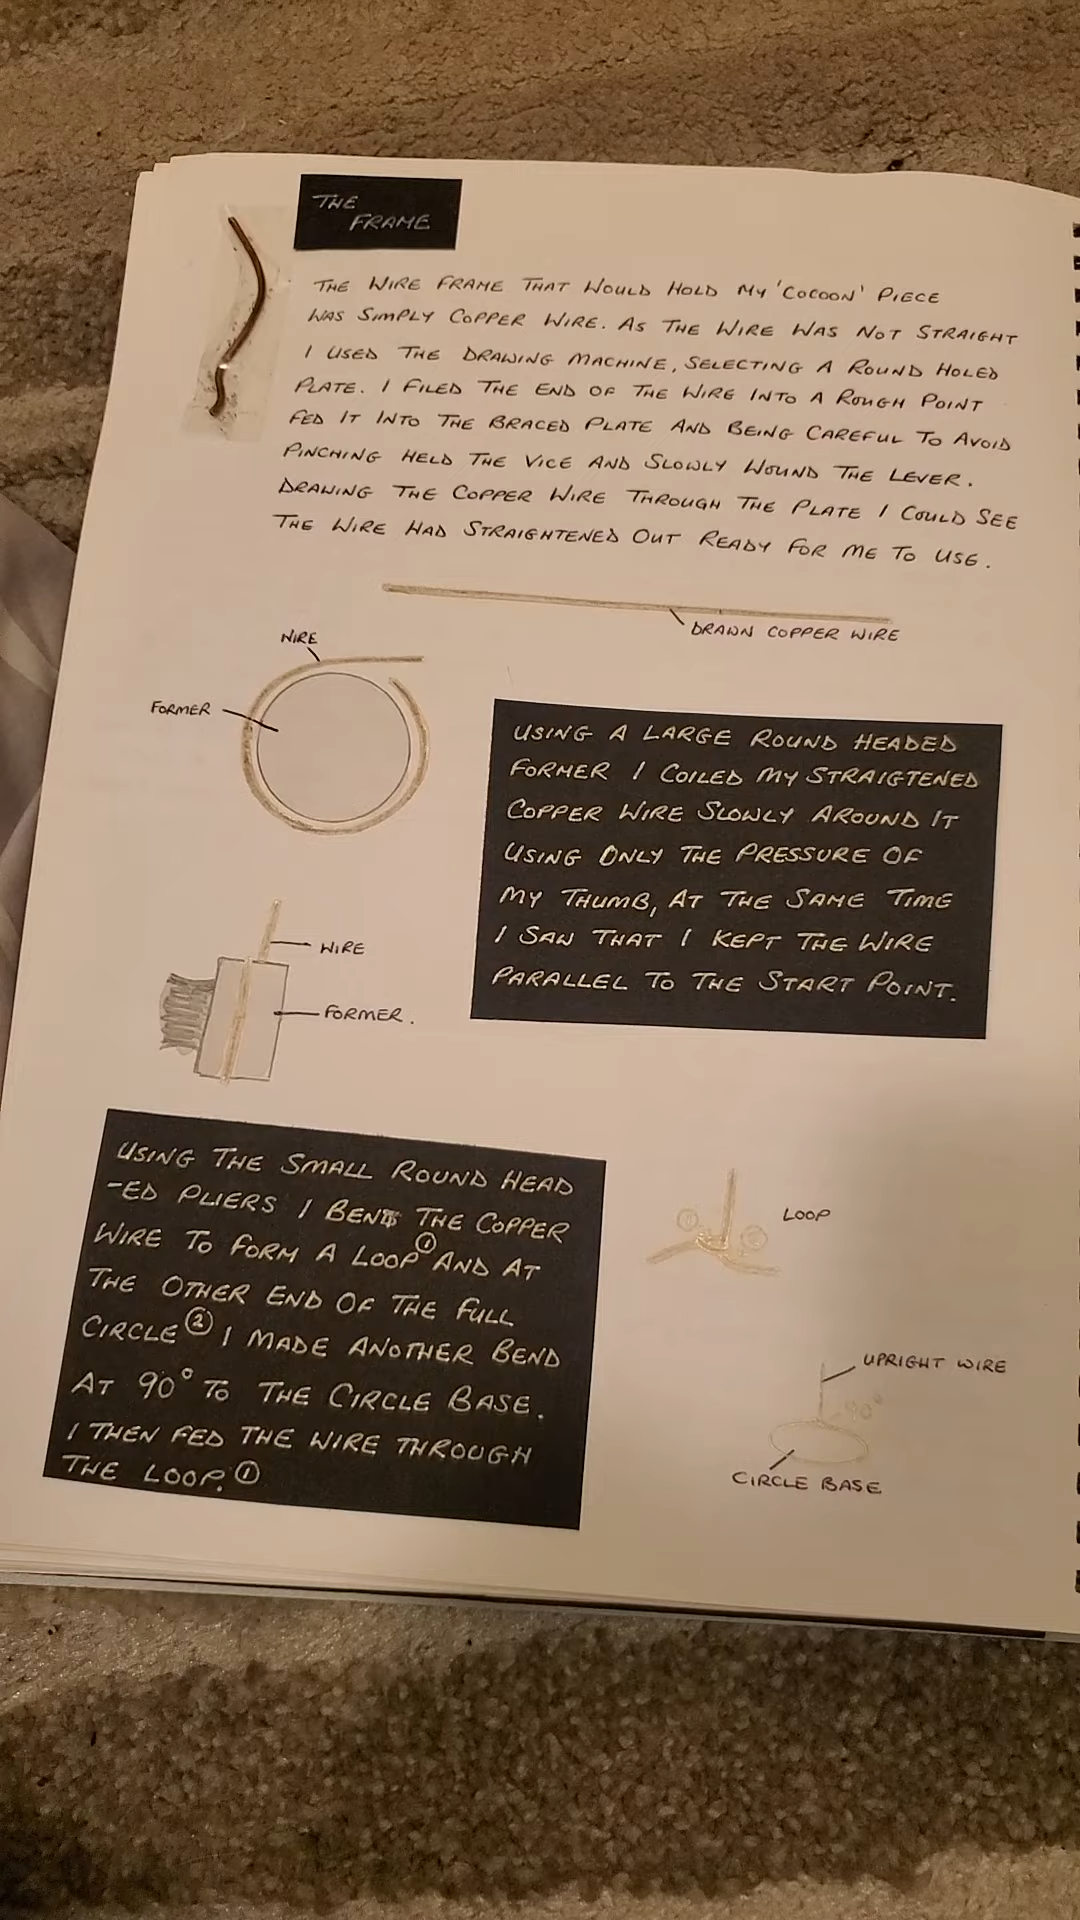 THE
FRAME
THE WIRE FRAME THAT WOULD HOLD MY 'COCOON' PIECE
WAS SIMPLY COPPER WIRE. AS THE WIRE WAS NOT STRAIGHT
I USED THE DRAWING MACHINE, SELECTING A ROUND HOLED
PLATE. I FILED THE END OF THE WIRE INTO A ROUGH POINT
FED IT INTO THE BRACED PLATE AND BEING CAREFUL TO AVOID
PINCHING HELD THE VICE AND SLOWLY WOUND THE LEVER.
DRAWING THE COPPER WIRE THROUGH THE PLATE I COULD SEE
THE WIRE HAD STRAIGHTENED OUT READY FOR ME TO USE.
DRAWN COPPER WIRE
WIRE
FORMER
USING A LARGE ROUND HEADED
FORMER I COILED MY STRAIGTENED
COPPER WIRE SLOWLY AROUND IT
USING ONLY THE PRESSURE OF
MY THUMB, AT THE SAME TIME
I SAW THAT I KEPT THE WIRE
PARALLEL TO THE START POINT.
WIRE
FORMER.
USING THE SMALL ROUND HEAD
-ED PLIERS I BENT THE COPPER
WIRE TO FORM A LOOP ① AND AT
THE OTHER END OF THE FULL
CIRCLE ② I MADE ANOTHER BEND
AT 90° TO THE CIRCLE BASE.
I THEN FED THE WIRE THROUGH
THE LOOP. ①
LOOP
UPRIGHT WIRE
90°
CIRCLE BASE